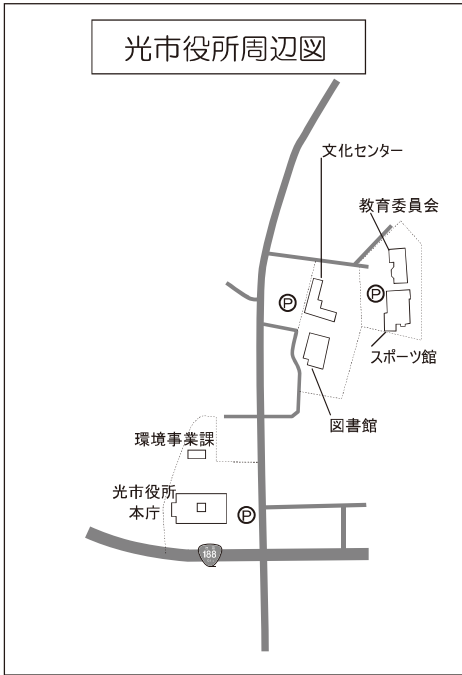 光市役所周辺図
文化センター
教育委員会
P
P
スポーツ館
図書館
環境事業課
光市役所
本庁
P
188